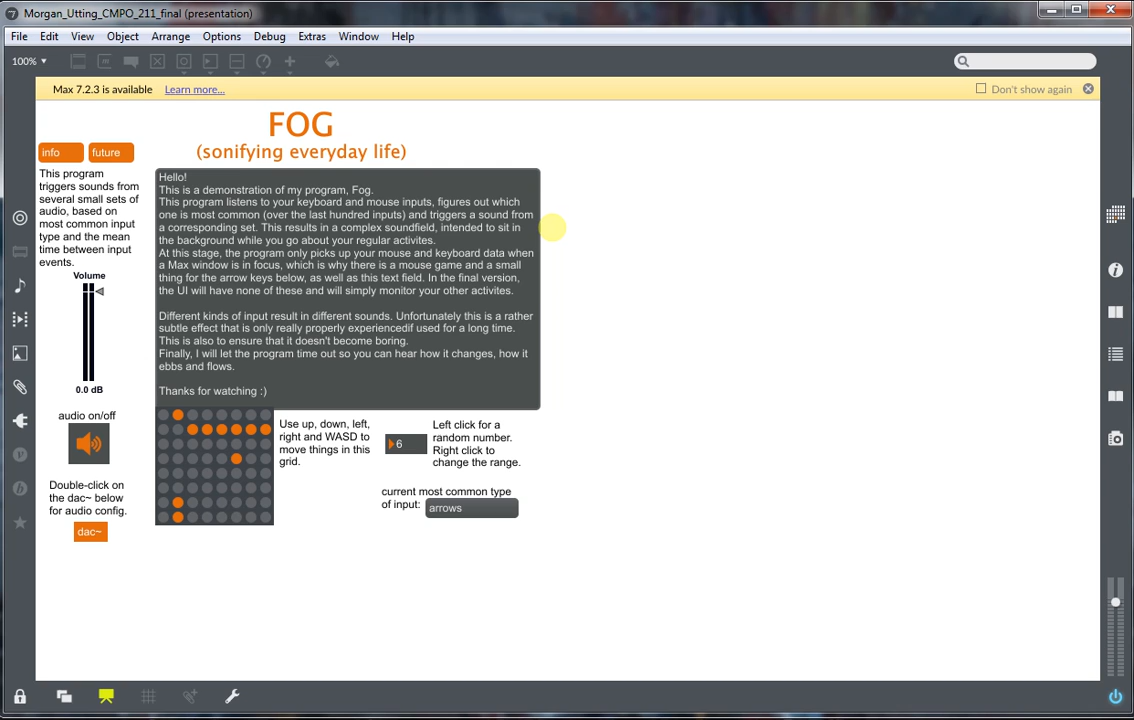 Morgan_Utting_CMPO_211_final (presentation)
File Edit View Object Arrange Options Debug Extras Window Help
100%
Max 7.2.3 is available Learn more... Don't show again
FOG
(sonifying everyday life)
info future
This program
triggers sounds from
several small sets of
audio, based on
most common input
type and the mean
time between input
events.
Volume
0.0 dB
audio on/off
Double-click on
the dac~ below
for audio config.
dac~
Hello!
This is a demonstration of my program, Fog.
This program listens to your keyboard and mouse inputs, figures out which
one is most common (over the last hundred inputs) and triggers a sound from
a corresponding set. This results in a complex soundfield, intended to sit in
the background while you go about your regular activites.
At this stage, the program only picks up your mouse and keyboard data when
a Max window is in focus, which is why there is a mouse game and a small
thing for the arrow keys below, as well as this text field. In the final version,
the UI will have none of these and will simply monitor your other activites.
Different kinds of input result in different sounds. Unfortunately this is a rather
subtle effect that is only really properly experiencedif used for a long time.
This is also to ensure that it doesn't become boring.
Finally, I will let the program time out so you can hear how it changes, how it
ebbs and flows.
Thanks for watching :)
Use up, down, left,
right and WASD to
move things in this
grid.
6
Left click for a
random number.
Right click to
change the range.
current most common type
of input: arrows